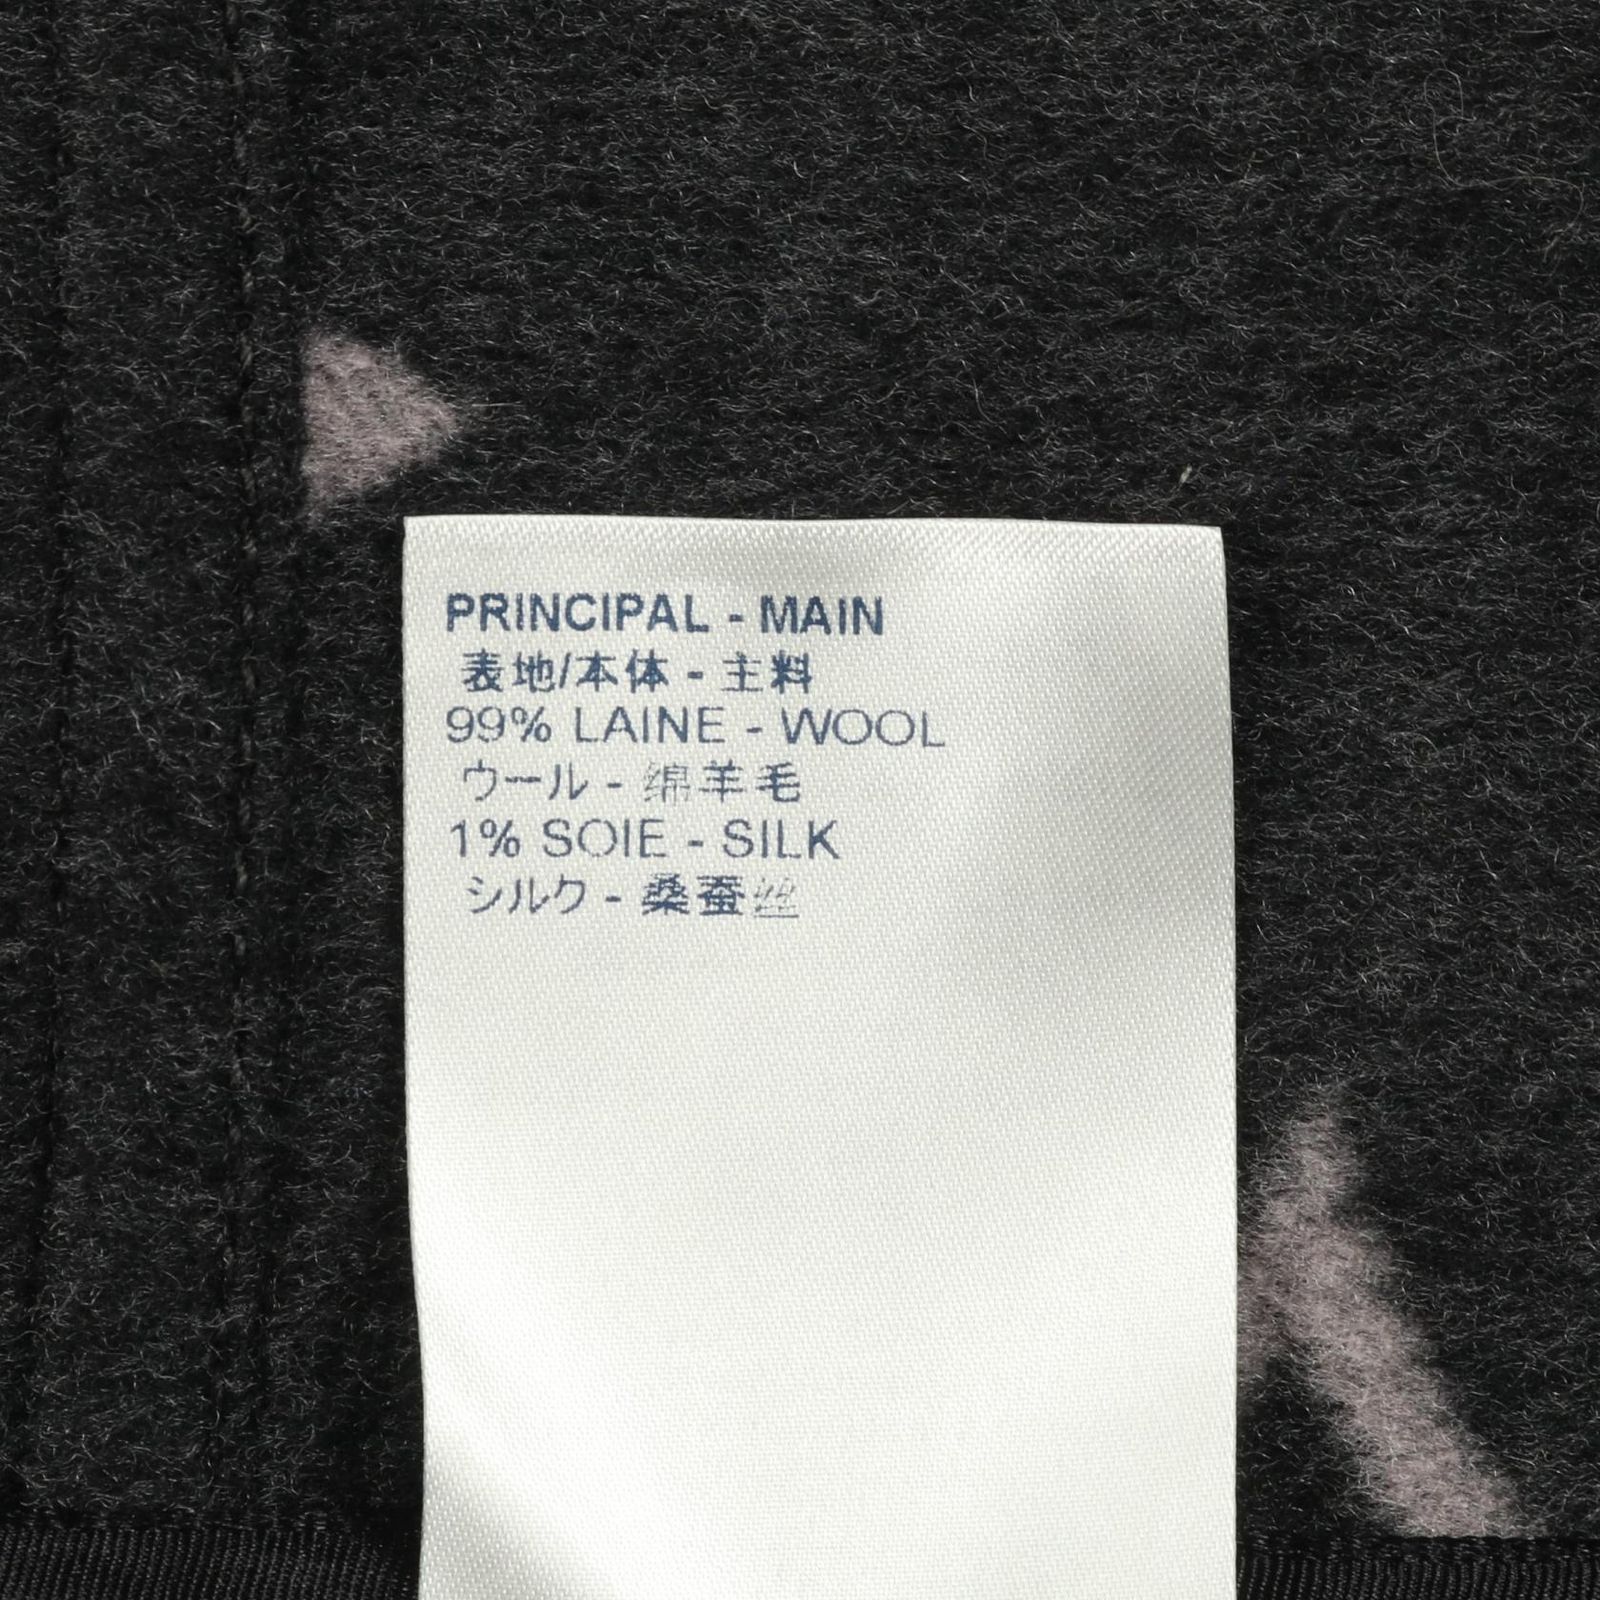 PRINCIPAL - MAIN
表地/本体 - 主料
99% LAINE - WOOL
ウール - 绵羊毛
1% SOIE - SILK
シルク - 桑蚕丝